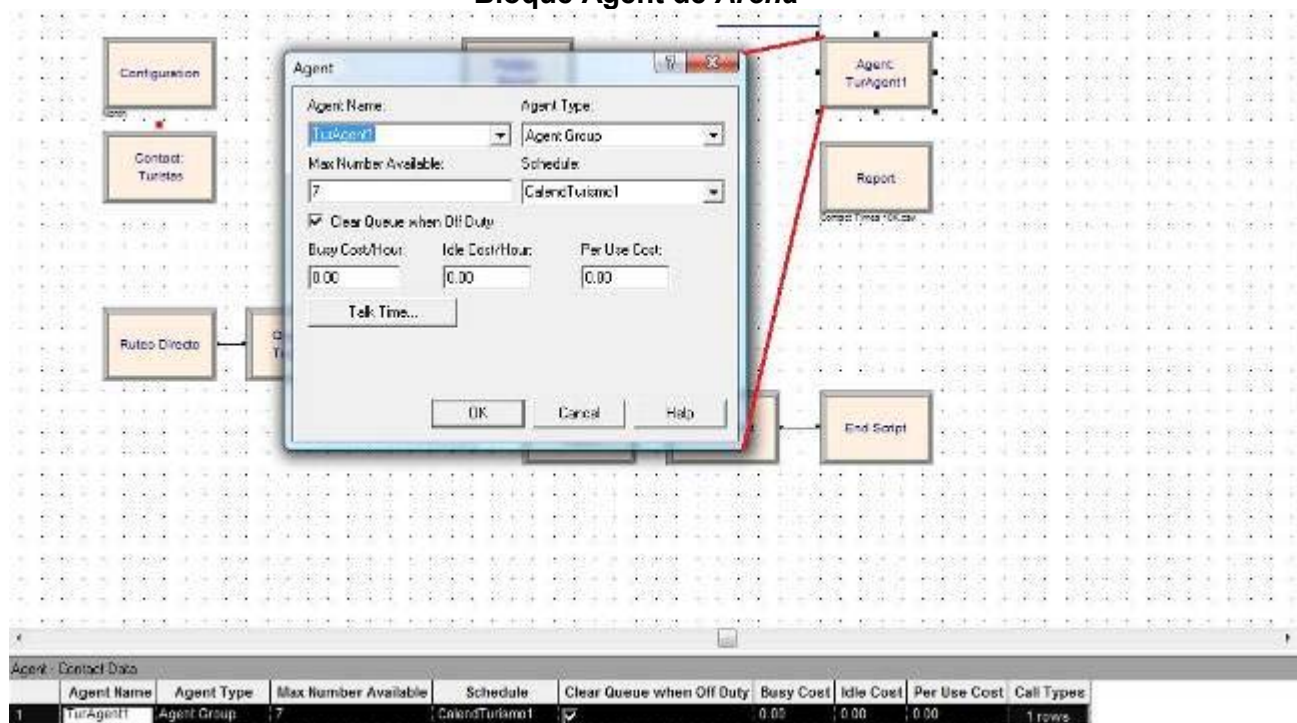 Bloque Agent de Arena
Configuration
Contact:
Turistas
Agent
Agent Name:
Agent Type:
TurAgent1
Agent Group
Max Number Available:
Schedule:
7
CalendTurismo1
Clear Queue when Off Duty
Busy Cost/Hour:
Idle Cost/Hour:
Per Use Cost:
0.00
0.00
0.00
Talk Time...
OK
Cancel
Help
Agent:
TurAgent1
Report
Ruteo Directo
End Script
Agent - Contact Data
Agent Name Agent Type Max Number Available Schedule Clear Queue when Off Duty Busy Cost Idle Cost Per Use Cost Call Types
1 TurAgent1 Agent Group 7 CalendTurismo1 0.00 0.00 0.00 1 rows